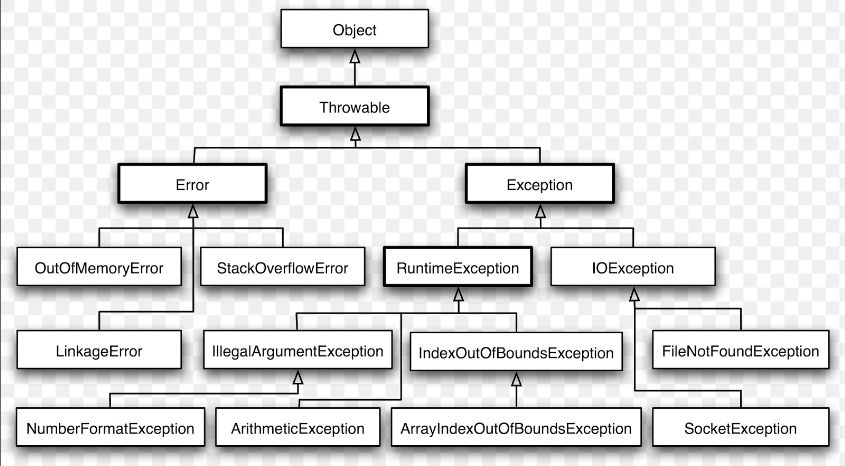 Object
Throwable
Error
Exception
OutOfMemoryError
StackOverflowError
RuntimeException
IOException
LinkageError
IllegalArgumentException
IndexOutOfBoundsException
FileNotFoundException
NumberFormatException
ArithmeticException
ArrayIndexOutOfBoundsException
SocketException